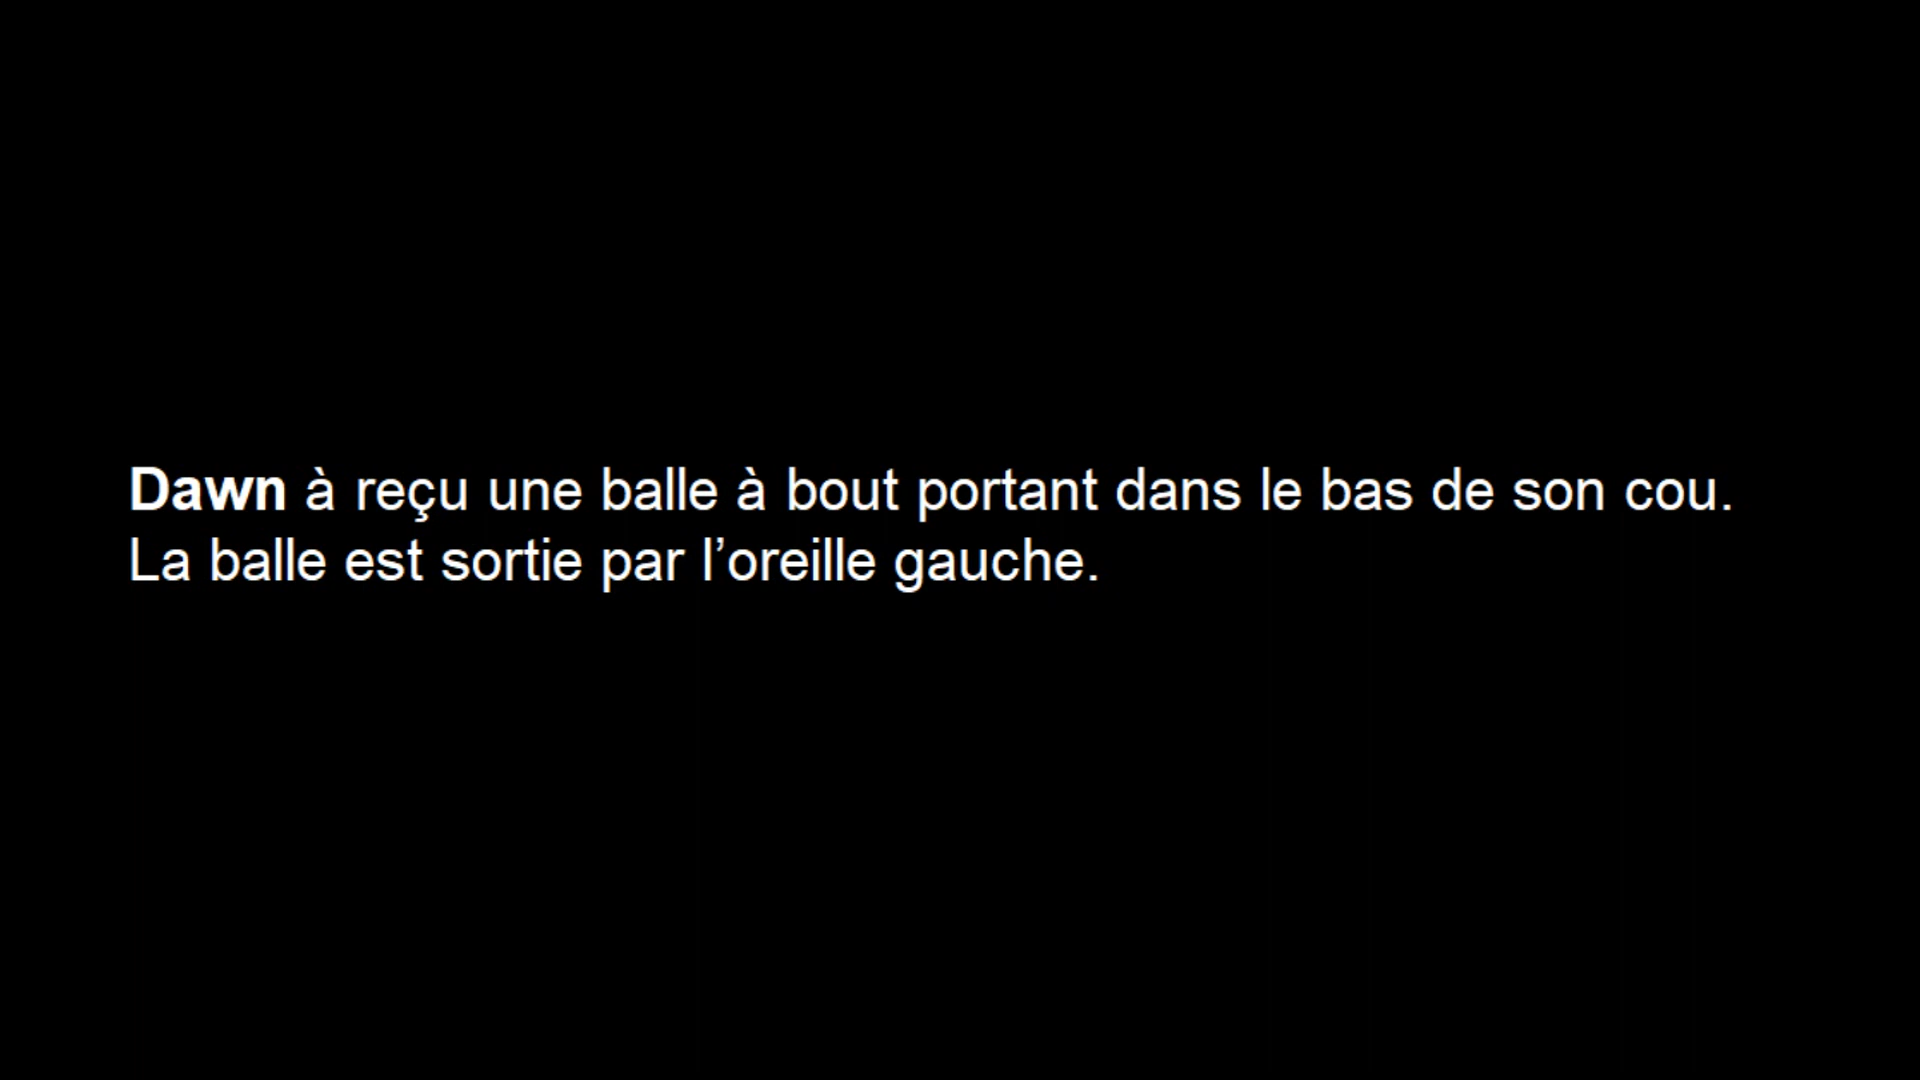 Dawn à reçu une balle à bout portant dans le bas de son cou.
La balle est sortie par l’oreille gauche.